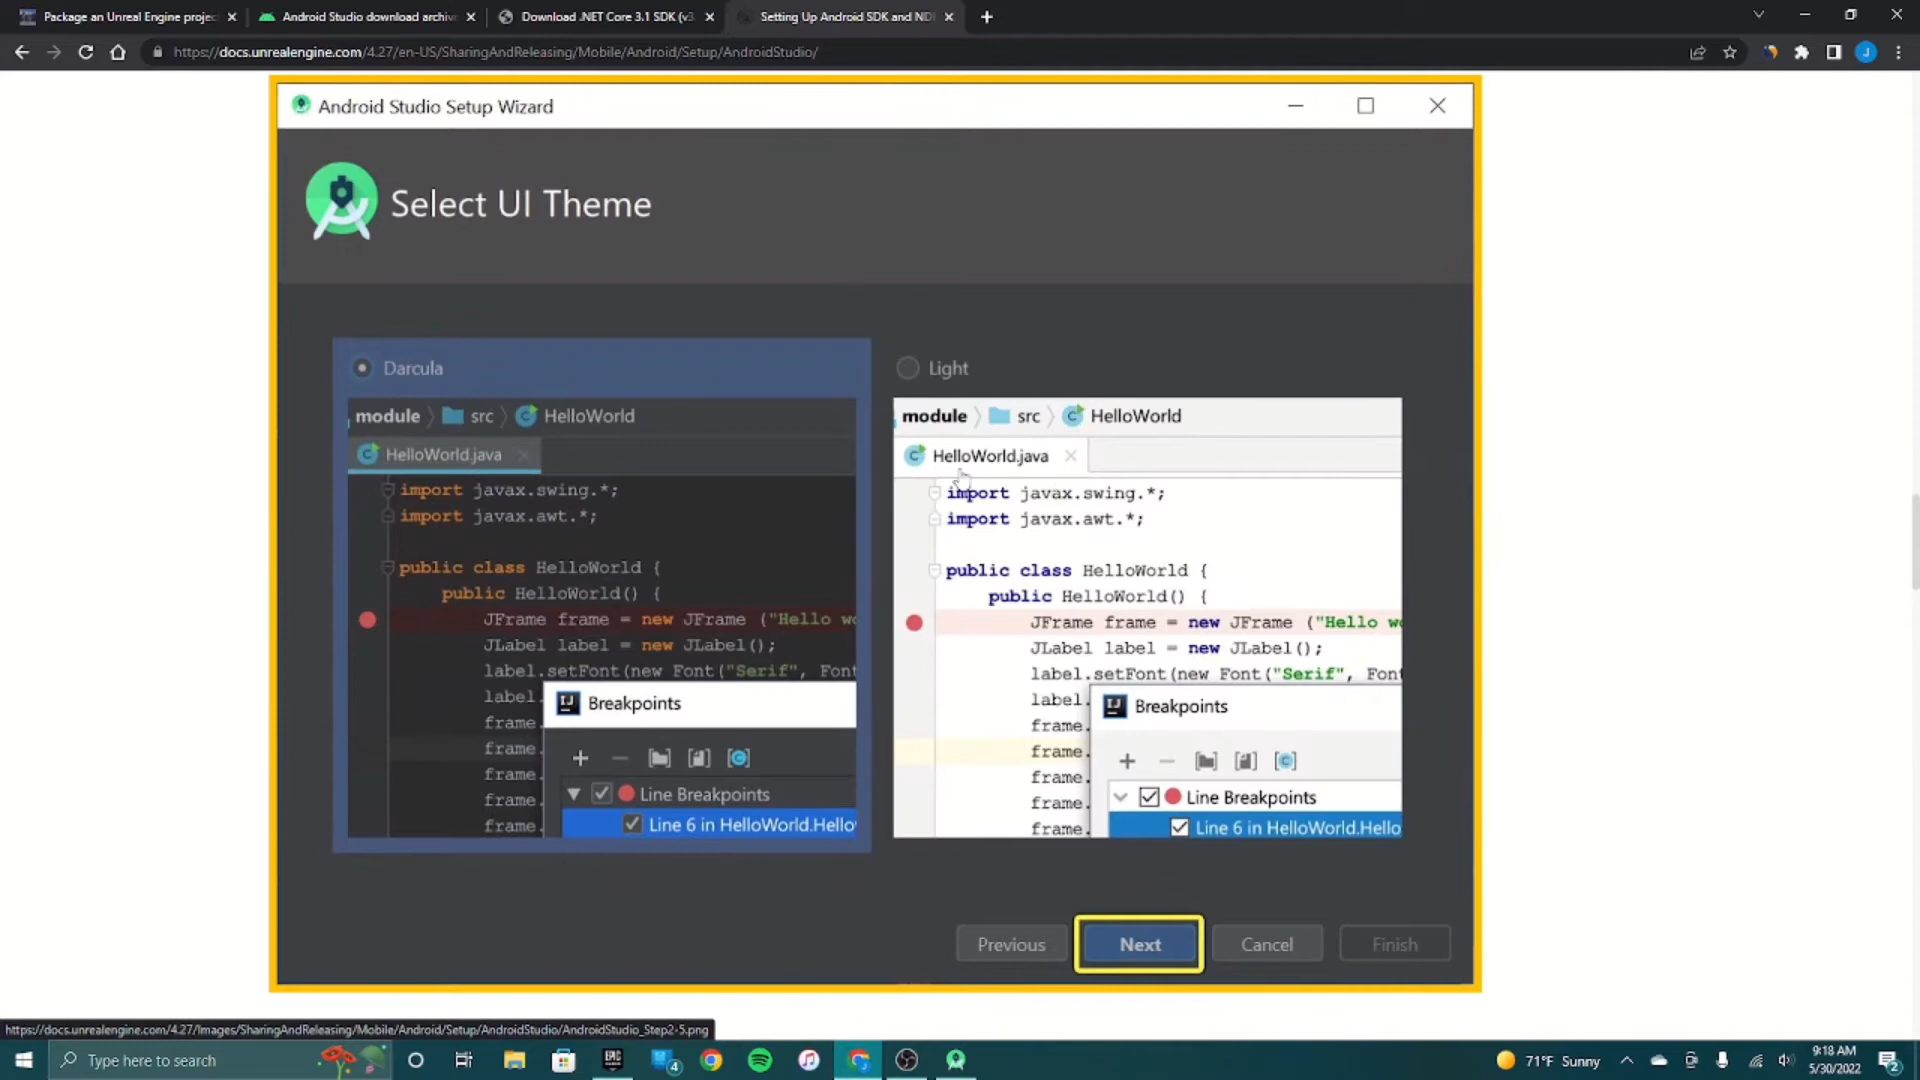 Package an Unreal Engine projec
Android Studio download archiv
Download .NET Core 3.1 SDK (v3
Setting Up Android SDK and ND
https://docs.unrealengine.com/4.27/en-US/SharingAndReleasing/Mobile/Android/Setup/AndroidStudio/
J
Android Studio Setup Wizard
Select UI Theme
Darcula
module src HelloWorld
HelloWorld.java
import javax.swing.*;
import javax.awt.*;
public class HelloWorld {
public HelloWorld() {
JFrame frame = new JFrame ("Hello wo
JLabel label = new JLabel();
label.setFont(new Font("Serif", Font
label.
frame.
frame.
frame.
frame.
frame.
Breakpoints
Line Breakpoints
Line 6 in HelloWorld.Hello
Light
module src HelloWorld
HelloWorld.java
import javax.swing.*;
import javax.awt.*;
public class HelloWorld {
public HelloWorld() {
JFrame frame = new JFrame ("Hello wo
JLabel label = new JLabel();
label.setFont(new Font("Serif", Font
label.
frame.
frame.
frame.
frame.
frame.
Breakpoints
Line Breakpoints
Line 6 in HelloWorld.Hello
Previous
Next
Cancel
Finish
https://docs.unrealengine.com/4.27/Images/SharingAndReleasing/Mobile/Android/Setup/AndroidStudio/AndroidStudio_Step2-5.png
Type here to search
EPIC
4
71°F Sunny
9:18 AM
5/30/2022
2